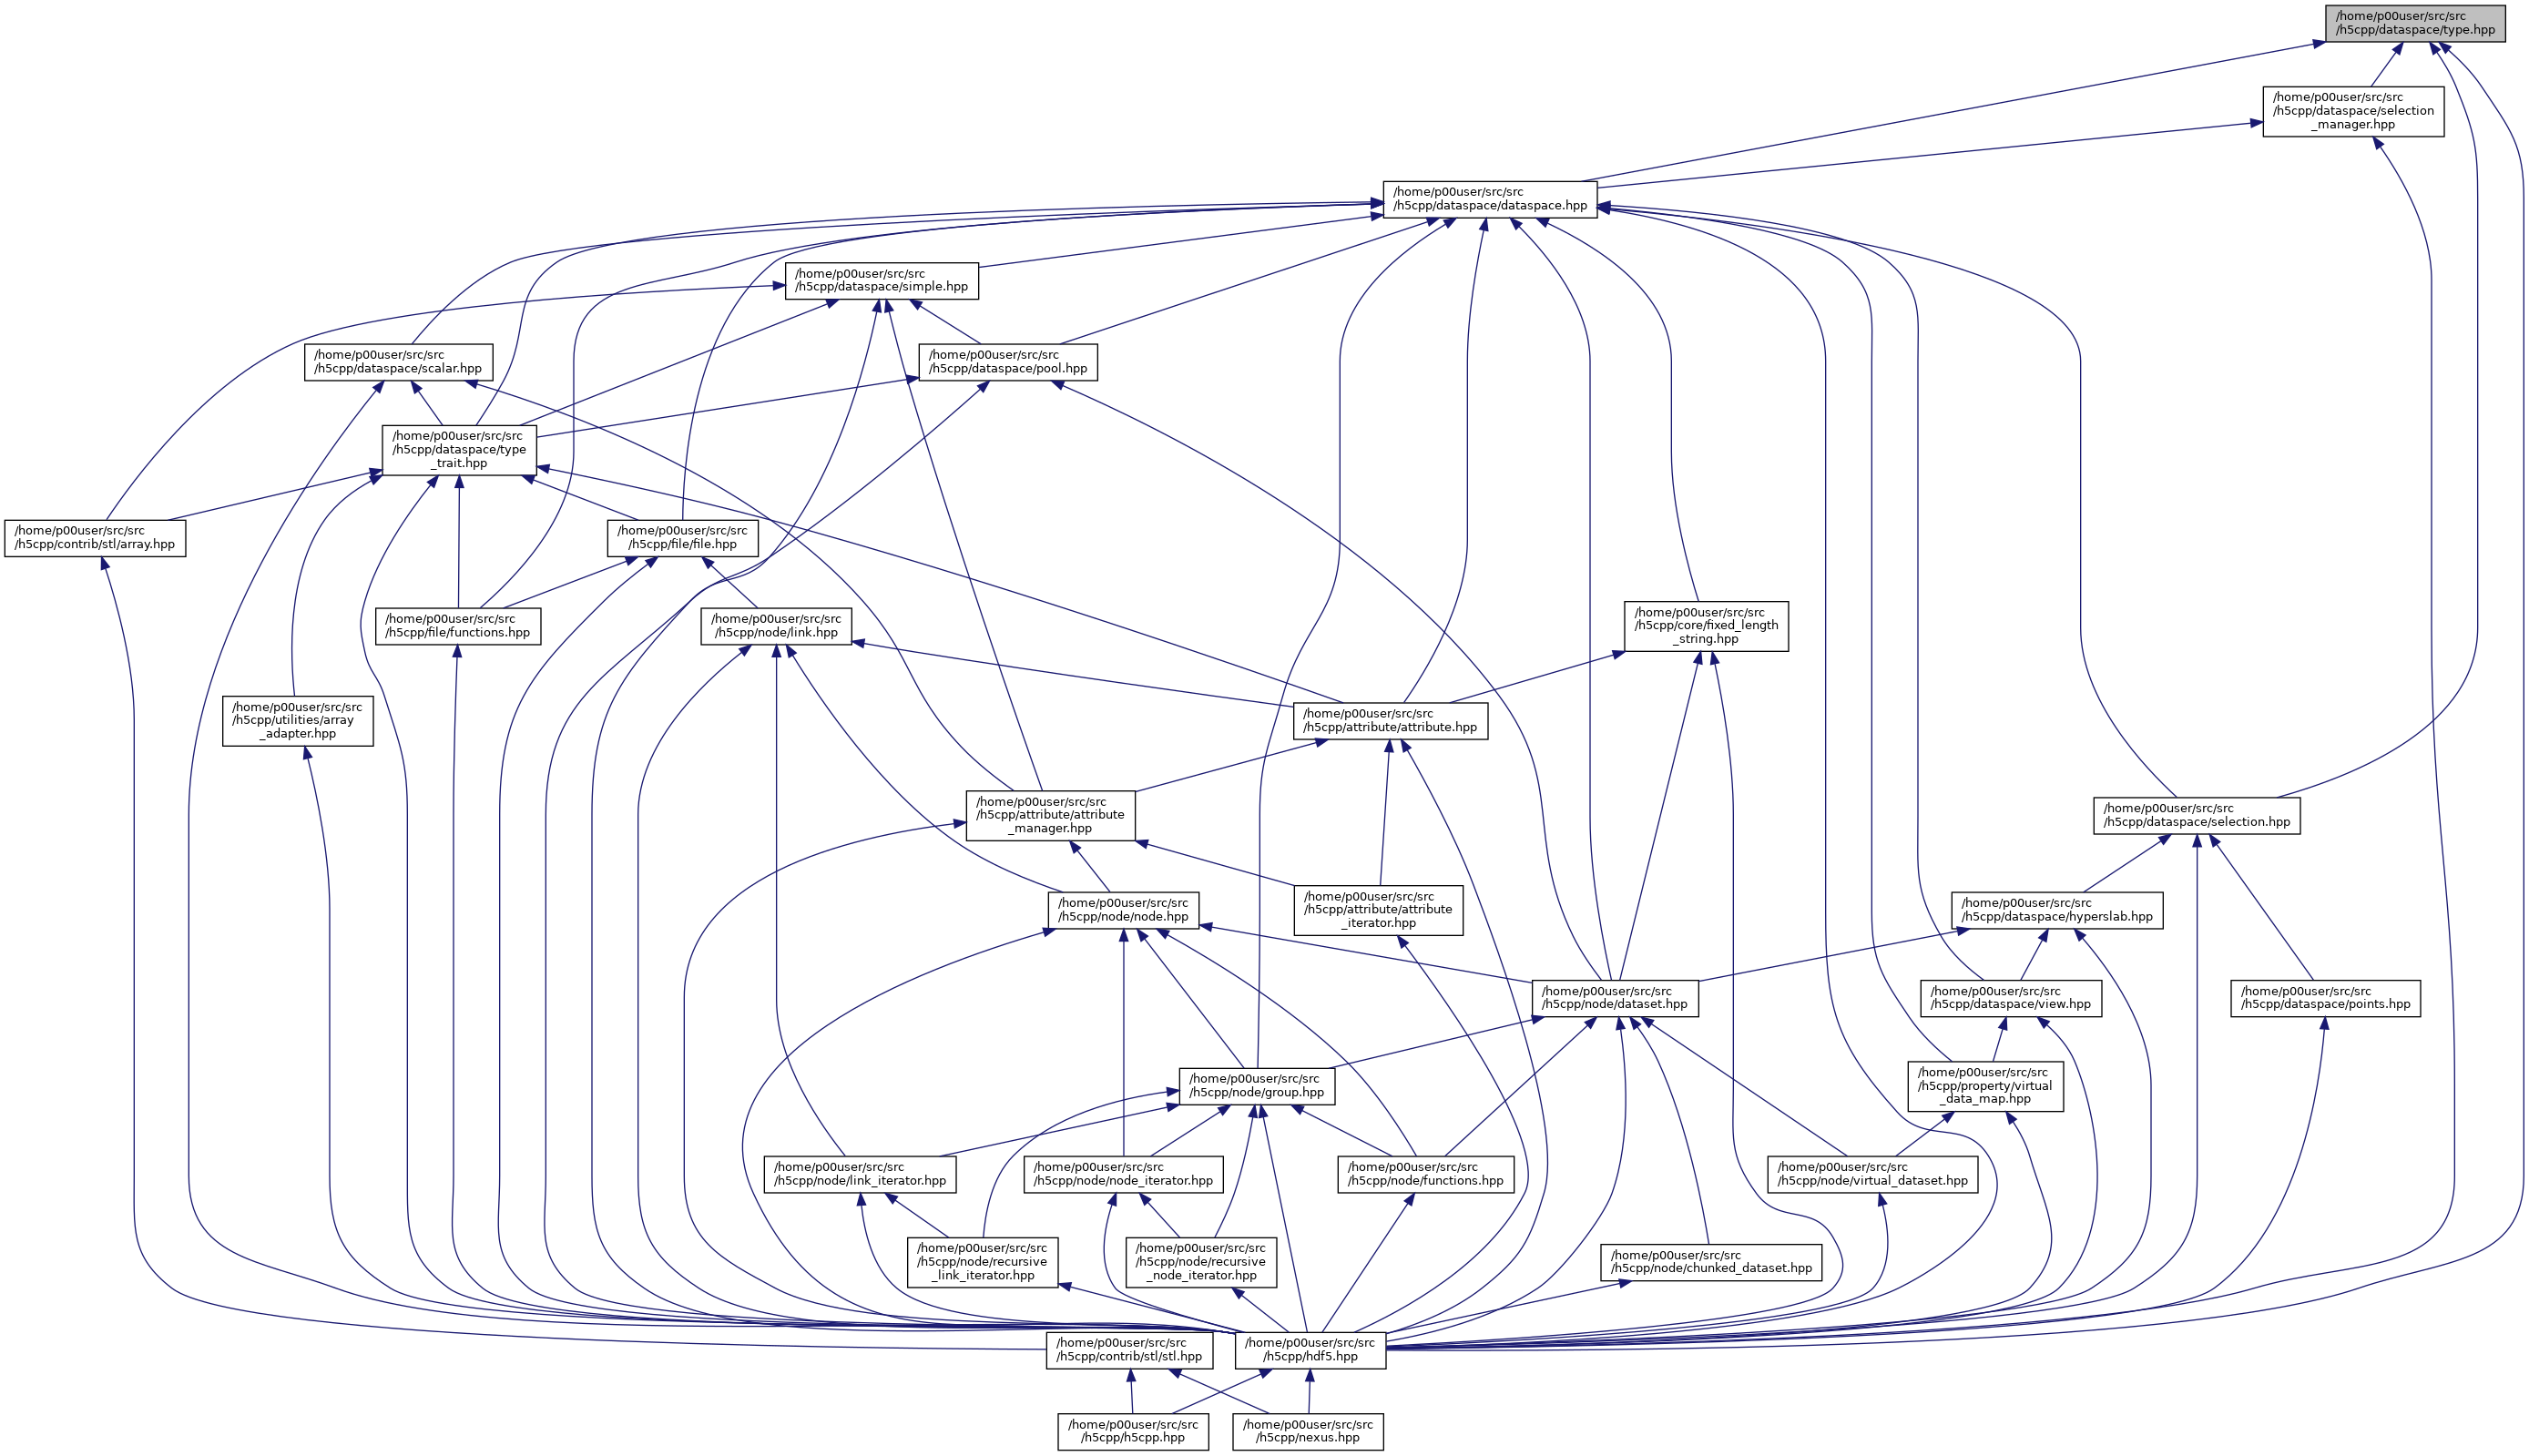 /home/p00user/src/src
/h5cpp/dataspace/type.hpp
/home/p00user/src/src
/h5cpp/dataspace/selection
_manager.hpp
/home/p00user/src/src
/h5cpp/dataspace/dataspace.hpp
/home/p00user/src/src
/h5cpp/dataspace/simple.hpp
/home/p00user/src/src
/h5cpp/dataspace/scalar.hpp
/home/p00user/src/src
/h5cpp/dataspace/pool.hpp
/home/p00user/src/src
/h5cpp/dataspace/type
_trait.hpp
/home/p00user/src/src
/h5cpp/contrib/stl/array.hpp
/home/p00user/src/src
/h5cpp/file/file.hpp
/home/p00user/src/src
/h5cpp/file/functions.hpp
/home/p00user/src/src
/h5cpp/node/link.hpp
/home/p00user/src/src
/h5cpp/core/fixed_length
_string.hpp
/home/p00user/src/src
/h5cpp/utilities/array
_adapter.hpp
/home/p00user/src/src
/h5cpp/attribute/attribute.hpp
/home/p00user/src/src
/h5cpp/attribute/attribute
_manager.hpp
/home/p00user/src/src
/h5cpp/dataspace/selection.hpp
/home/p00user/src/src
/h5cpp/node/node.hpp
/home/p00user/src/src
/h5cpp/attribute/attribute
_iterator.hpp
/home/p00user/src/src
/h5cpp/dataspace/hyperslab.hpp
/home/p00user/src/src
/h5cpp/node/dataset.hpp
/home/p00user/src/src
/h5cpp/dataspace/view.hpp
/home/p00user/src/src
/h5cpp/dataspace/points.hpp
/home/p00user/src/src
/h5cpp/node/group.hpp
/home/p00user/src/src
/h5cpp/property/virtual
_data_map.hpp
/home/p00user/src/src
/h5cpp/node/link_iterator.hpp
/home/p00user/src/src
/h5cpp/node/node_iterator.hpp
/home/p00user/src/src
/h5cpp/node/functions.hpp
/home/p00user/src/src
/h5cpp/node/virtual_dataset.hpp
/home/p00user/src/src
/h5cpp/node/recursive
_link_iterator.hpp
/home/p00user/src/src
/h5cpp/node/recursive
_node_iterator.hpp
/home/p00user/src/src
/h5cpp/node/chunked_dataset.hpp
/home/p00user/src/src
/h5cpp/contrib/stl/stl.hpp
/home/p00user/src/src
/h5cpp/hdf5.hpp
/home/p00user/src/src
/h5cpp/h5cpp.hpp
/home/p00user/src/src
/h5cpp/nexus.hpp